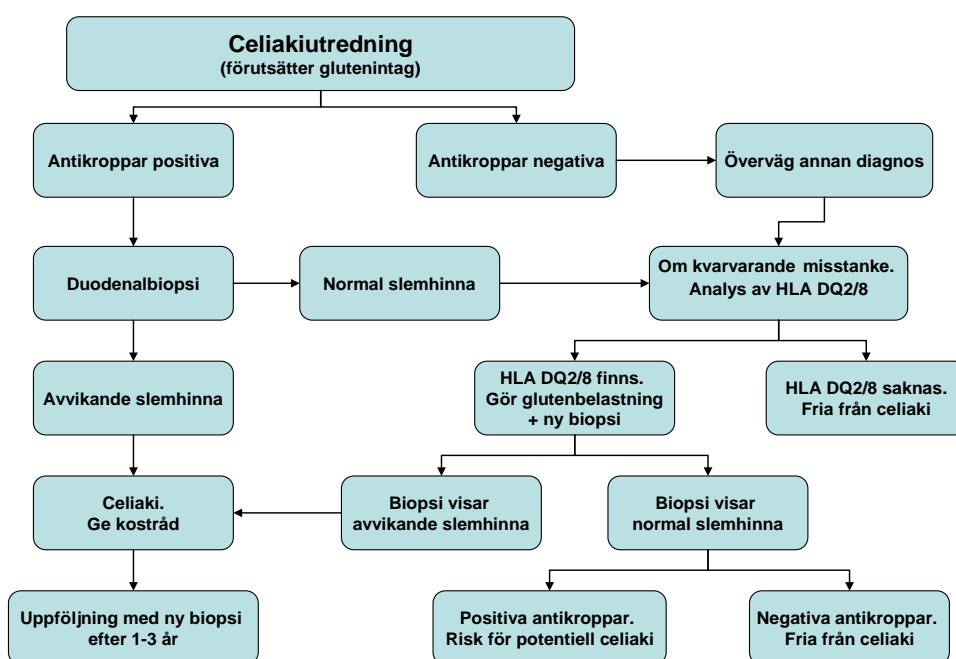 Celiakiutredning
(förutsätter glutenintag)
Antikroppar positiva
Antikroppar negativa
Överväg annan diagnos
Duodenalbiopsi
Normal slemhinna
Om kvarvarande misstanke.
Analys av HLA DQ2/8
Avvikande slemhinna
HLA DQ2/8 finns.
Gör glutenbelastning
+ ny biopsi
HLA DQ2/8 saknas.
Fria från celiaki
Celiaki.
Ge kostråd
Biopsi visar
avvikande slemhinna
Biopsi visar
normal slemhinna
Uppföljning med ny biopsi
efter 1-3 år
Positiva antikroppar.
Risk för potentiell celiaki
Negativa antikroppar.
Fria från celiaki